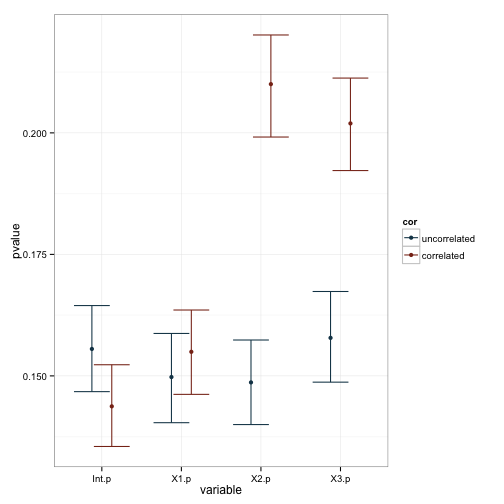 0.200
0.175
0.150
pvalue
Int.p X1.p X2.p X3.p
variable
cor
uncorrelated
correlated